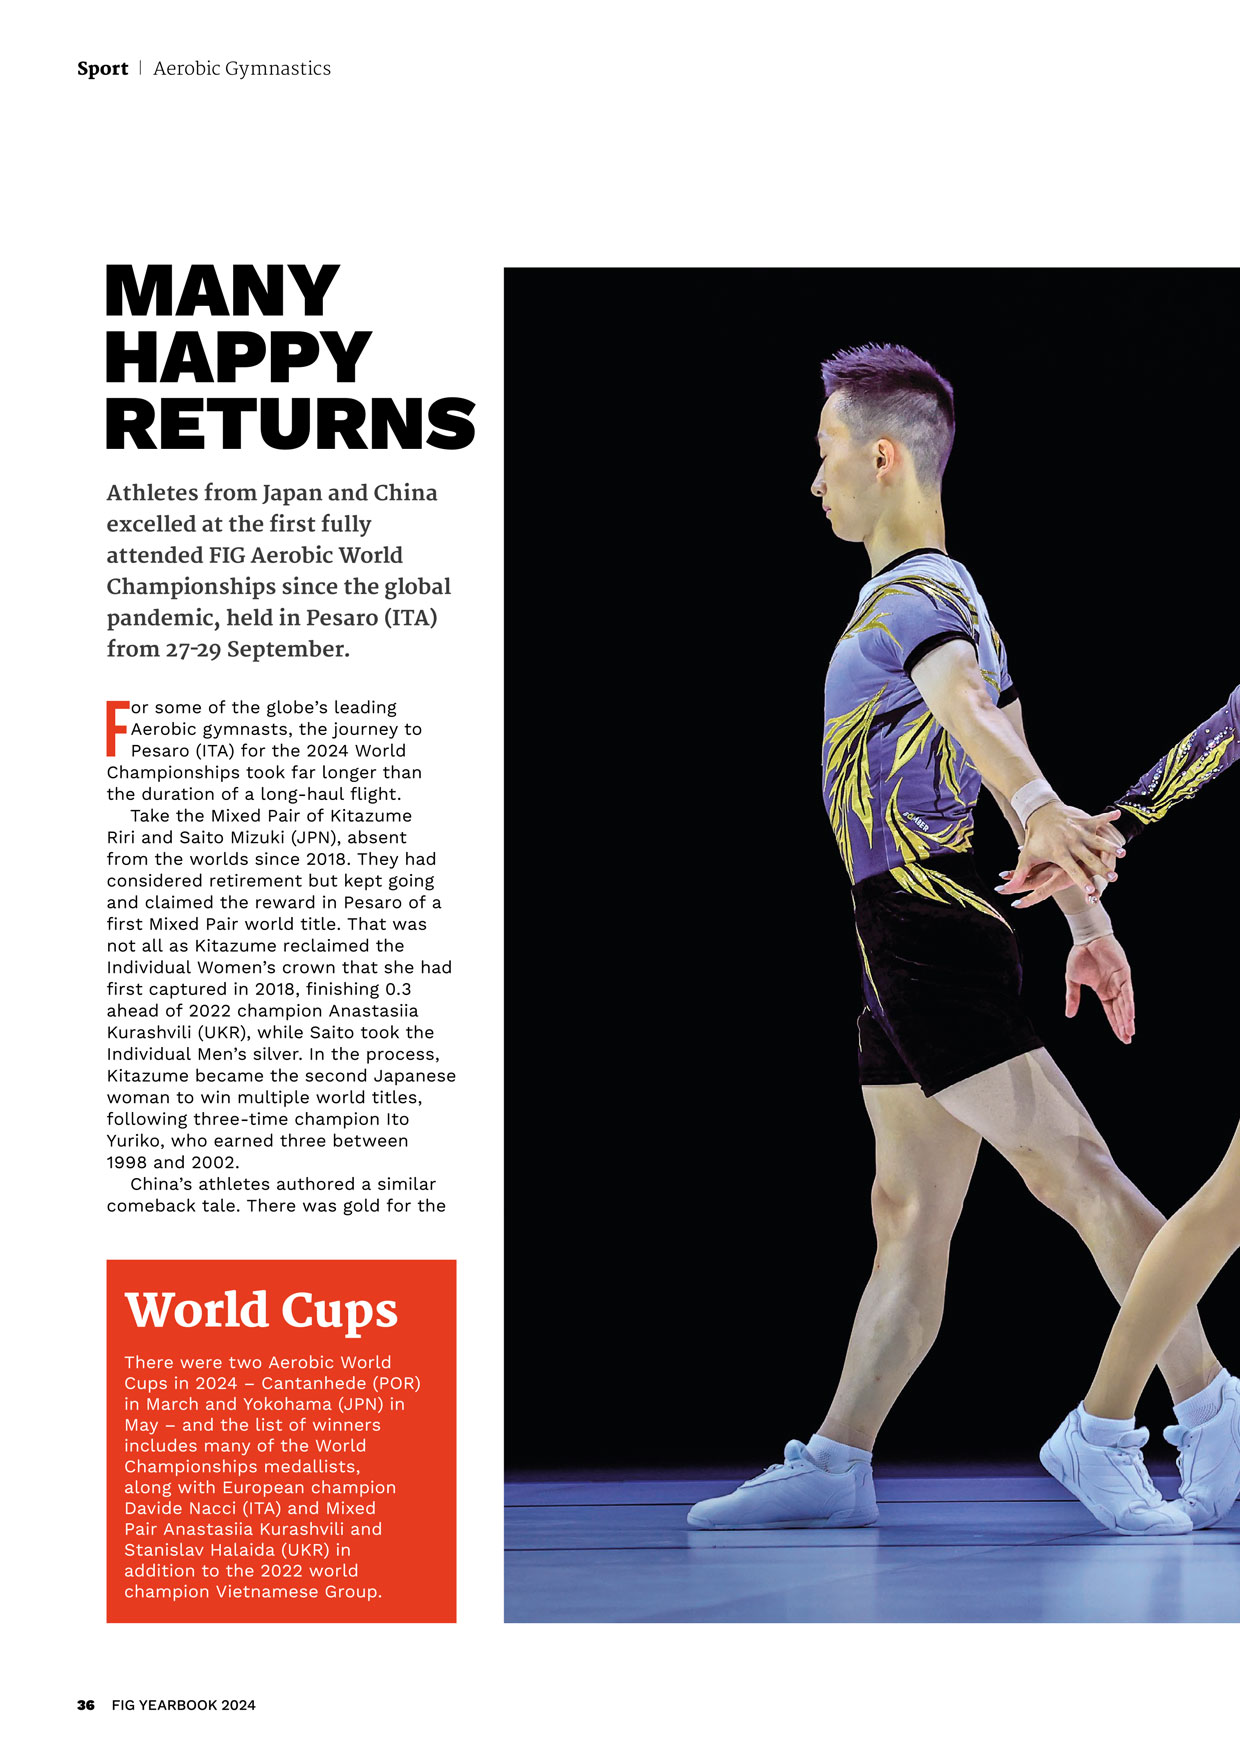 Sport | Aerobic Gymnastics
MANY
HAPPY
RETURNS
Athletes from Japan and China
excelled at the first fully
attended FIG Aerobic World
Championships since the global
pandemic, held in Pesaro (ITA)
from 27-29 September.
For some of the globe’s leading
Aerobic gymnasts, the journey to
Pesaro (ITA) for the 2024 World
Championships took far longer than
the duration of a long-haul flight.
Take the Mixed Pair of Kitazume
Riri and Saito Mizuki (JPN), absent
from the worlds since 2018. They had
considered retirement but kept going
and claimed the reward in Pesaro of a
first Mixed Pair world title. That was
not all as Kitazume reclaimed the
Individual Women’s crown that she had
first captured in 2018, finishing 0.3
ahead of 2022 champion Anastasiia
Kurashvili (UKR), while Saito took the
Individual Men’s silver. In the process,
Kitazume became the second Japanese
woman to win multiple world titles,
following three-time champion Ito
Yuriko, who earned three between
1998 and 2002.
China’s athletes authored a similar
comeback tale. There was gold for the
World Cups
There were two Aerobic World
Cups in 2024 – Cantanhede (POR)
in March and Yokohama (JPN) in
May – and the list of winners
includes many of the World
Championships medallists,
along with European champion
Davide Nacci (ITA) and Mixed
Pair Anastasiia Kurashvili and
Stanislav Halaida (UKR) in
addition to the 2022 world
champion Vietnamese Group.
BOMBER
36 FIG YEARBOOK 2024